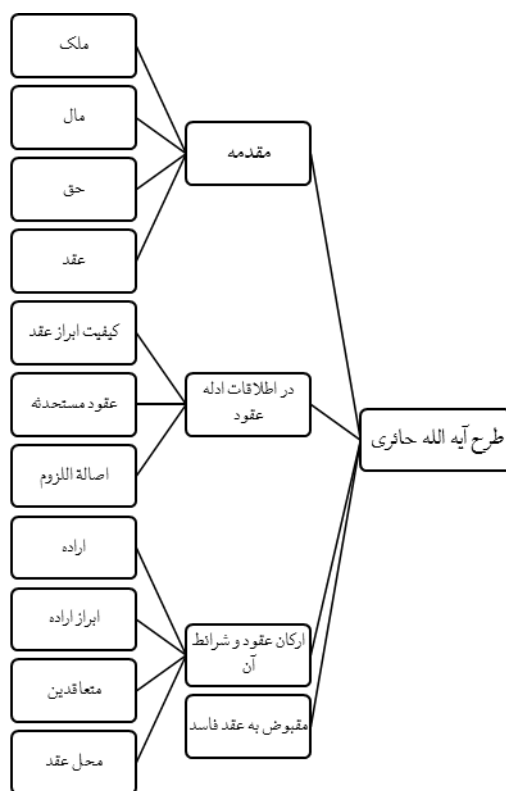 طرح آیه الله حائری
مقدمه
ملک
مال
حق
عقد
در اطلاقات ادله
عقود
کیفیت ابراز عقد
عقود مستحدثه
اصالة اللزوم
ارکان عقود و شرائط
آن
اراده
ابراز اراده
متعاقدین
محل عقد
مقبوض به عقد فاسد